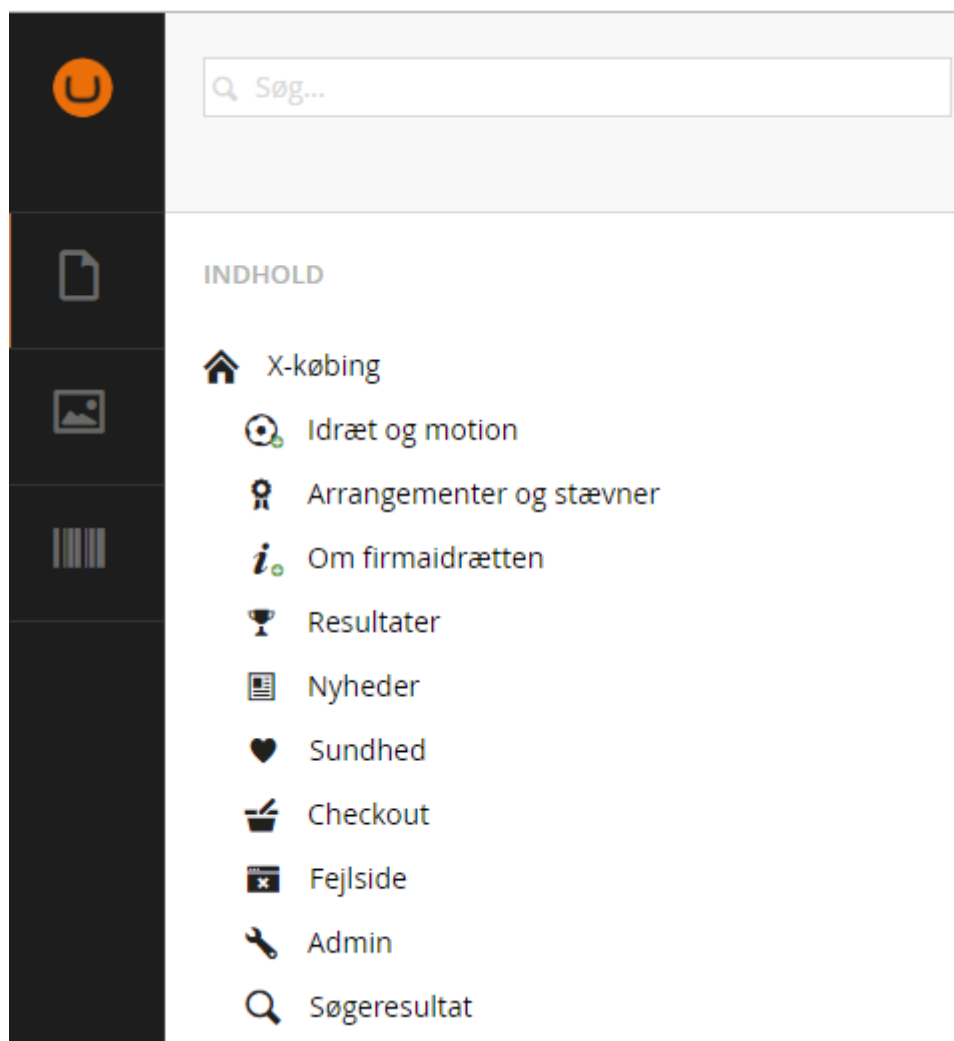 Søg...
INDHOLD
X-købing
Idræt og motion
Arrangementer og stævner
Om firmaidrætten
Resultater
Nyheder
Sundhed
Checkout
Fejlside
Admin
Søgeresultat